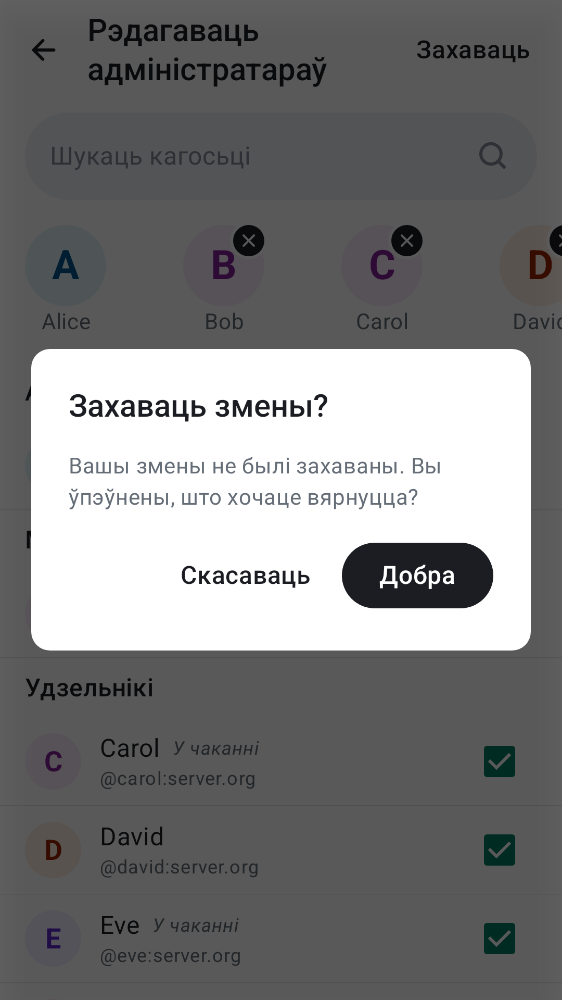 Рэдагаваць
адміністратараў
Захаваць
Шукаць кагосьці
A
B
C
D
Alice
Bob
Carol
Захаваць змены?
Вашы змены не былі захаваны. Вы
ўпэўнены, што хочаце вярнуцца?
Скасаваць
Добра
Удзельнікі
C
Carol У чаканні
@carol:server.org
D
David
@david:server.org
E
Eve У чаканні
@eve:server.org